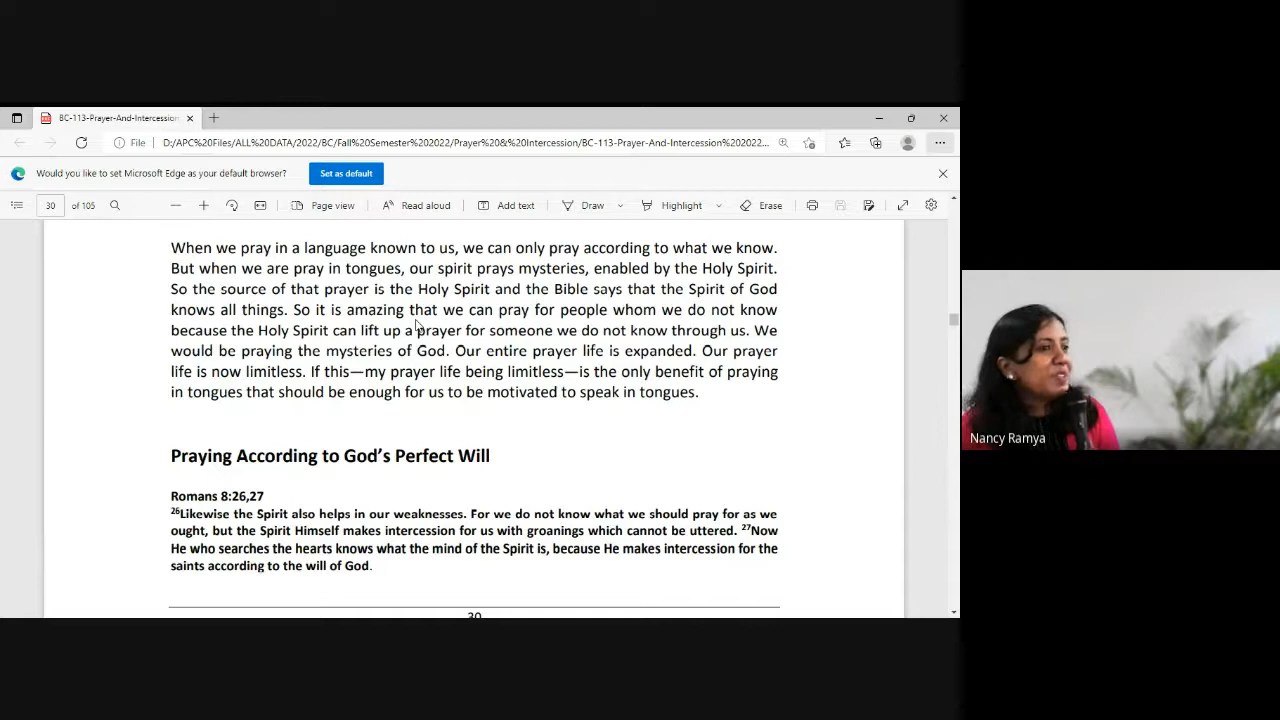 BC-113-Prayer-And-Intercession
File
D:/APC%20Files/ALL%20DATA/2022/BC/Fall%20Semester%202022/Prayer%20&%20Intercession/BC-113-Prayer-And-Intercession%202022...
Would you like to set Microsoft Edge as your default browser?
Set as default
30 of 105
Page view
Read aloud
Add text
Draw
Highlight
Erase
When we pray in a language known to us, we can only pray according to what we know.
But when we are pray in tongues, our spirit prays mysteries, enabled by the Holy Spirit.
So the source of that prayer is the Holy Spirit and the Bible says that the Spirit of God
knows all things. So it is amazing that we can pray for people whom we do not know
because the Holy Spirit can lift up a prayer for someone we do not know through us. We
would be praying the mysteries of God. Our entire prayer life is expanded. Our prayer
life is now limitless. If this—my prayer life being limitless—is the only benefit of praying
in tongues that should be enough for us to be motivated to speak in tongues.
Praying According to God's Perfect Will
Romans 8:26,27
26Likewise the Spirit also helps in our weaknesses. For we do not know what we should pray for as we
ought, but the Spirit Himself makes intercession for us with groanings which cannot be uttered. 27Now
He who searches the hearts knows what the mind of the Spirit is, because He makes intercession for the
saints according to the will of God.
30
Nancy Ramya